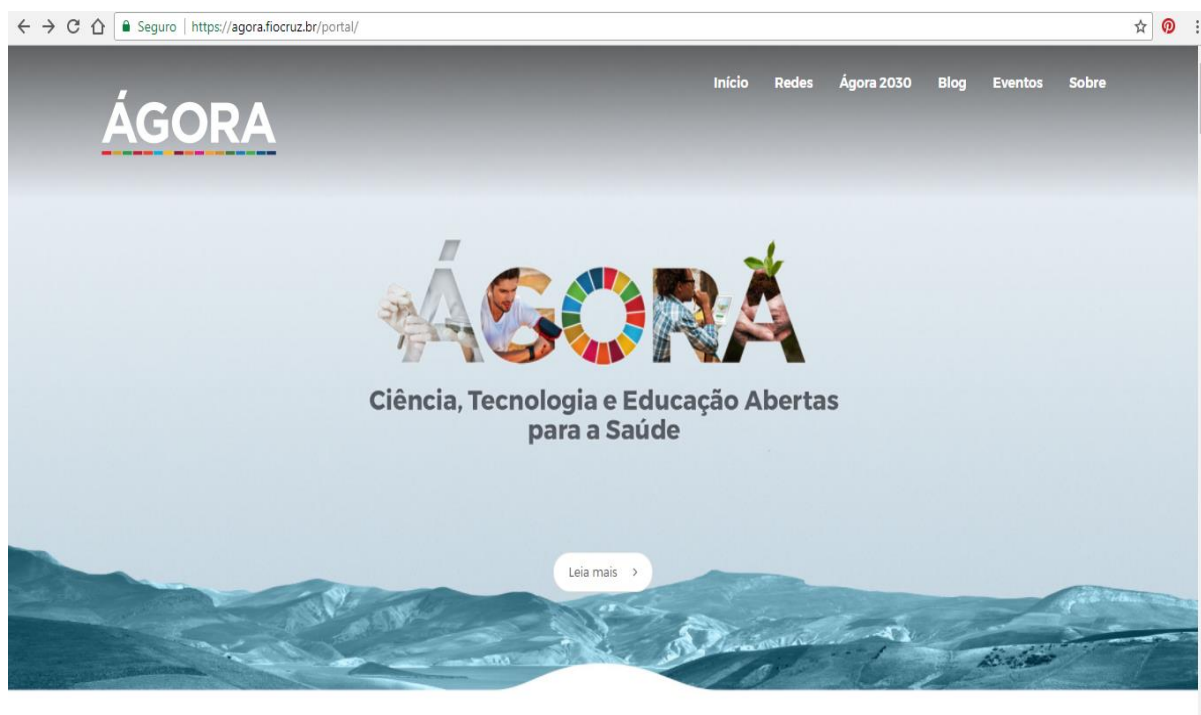 Seguro | https://agora.fiocruz.br/portal/
Início Redes Ágora 2030 Blog Eventos Sobre
ÁGORA
ÁGORA
Ciência, Tecnologia e Educação Abertas
para a Saúde
Leia mais >